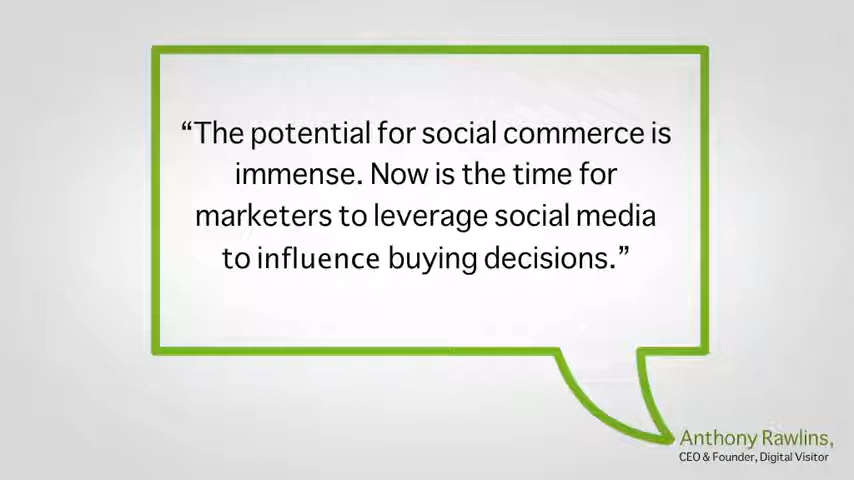 “The potential for social commerce is
immense. Now is the time for
marketers to leverage social media
to influence buying decisions.”
Anthony Rawlins,
CEO & Founder, Digital Visitor